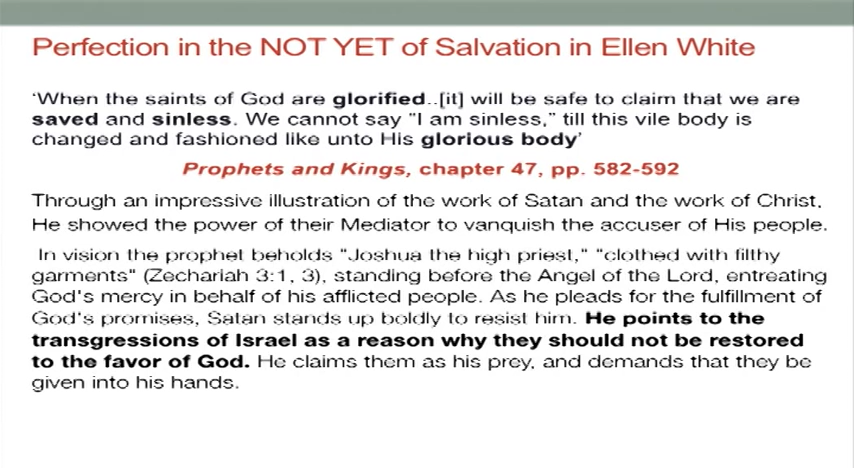 Perfection in the NOT YET of Salvation in Ellen White
‘When the saints of God are glorified..[it] will be safe to claim that we are
saved and sinless. We cannot say “I am sinless,” till this vile body is
changed and fashioned like unto His glorious body’
Prophets and Kings, chapter 47, pp. 582-592
Through an impressive illustration of the work of Satan and the work of Christ,
He showed the power of their Mediator to vanquish the accuser of His people.
In vision the prophet beholds "Joshua the high priest," "clothed with filthy
garments" (Zechariah 3:1, 3), standing before the Angel of the Lord, entreating
God's mercy in behalf of his afflicted people. As he pleads for the fulfillment of
God's promises, Satan stands up boldly to resist him. He points to the
transgressions of Israel as a reason why they should not be restored
to the favor of God. He claims them as his prey, and demands that they be
given into his hands.